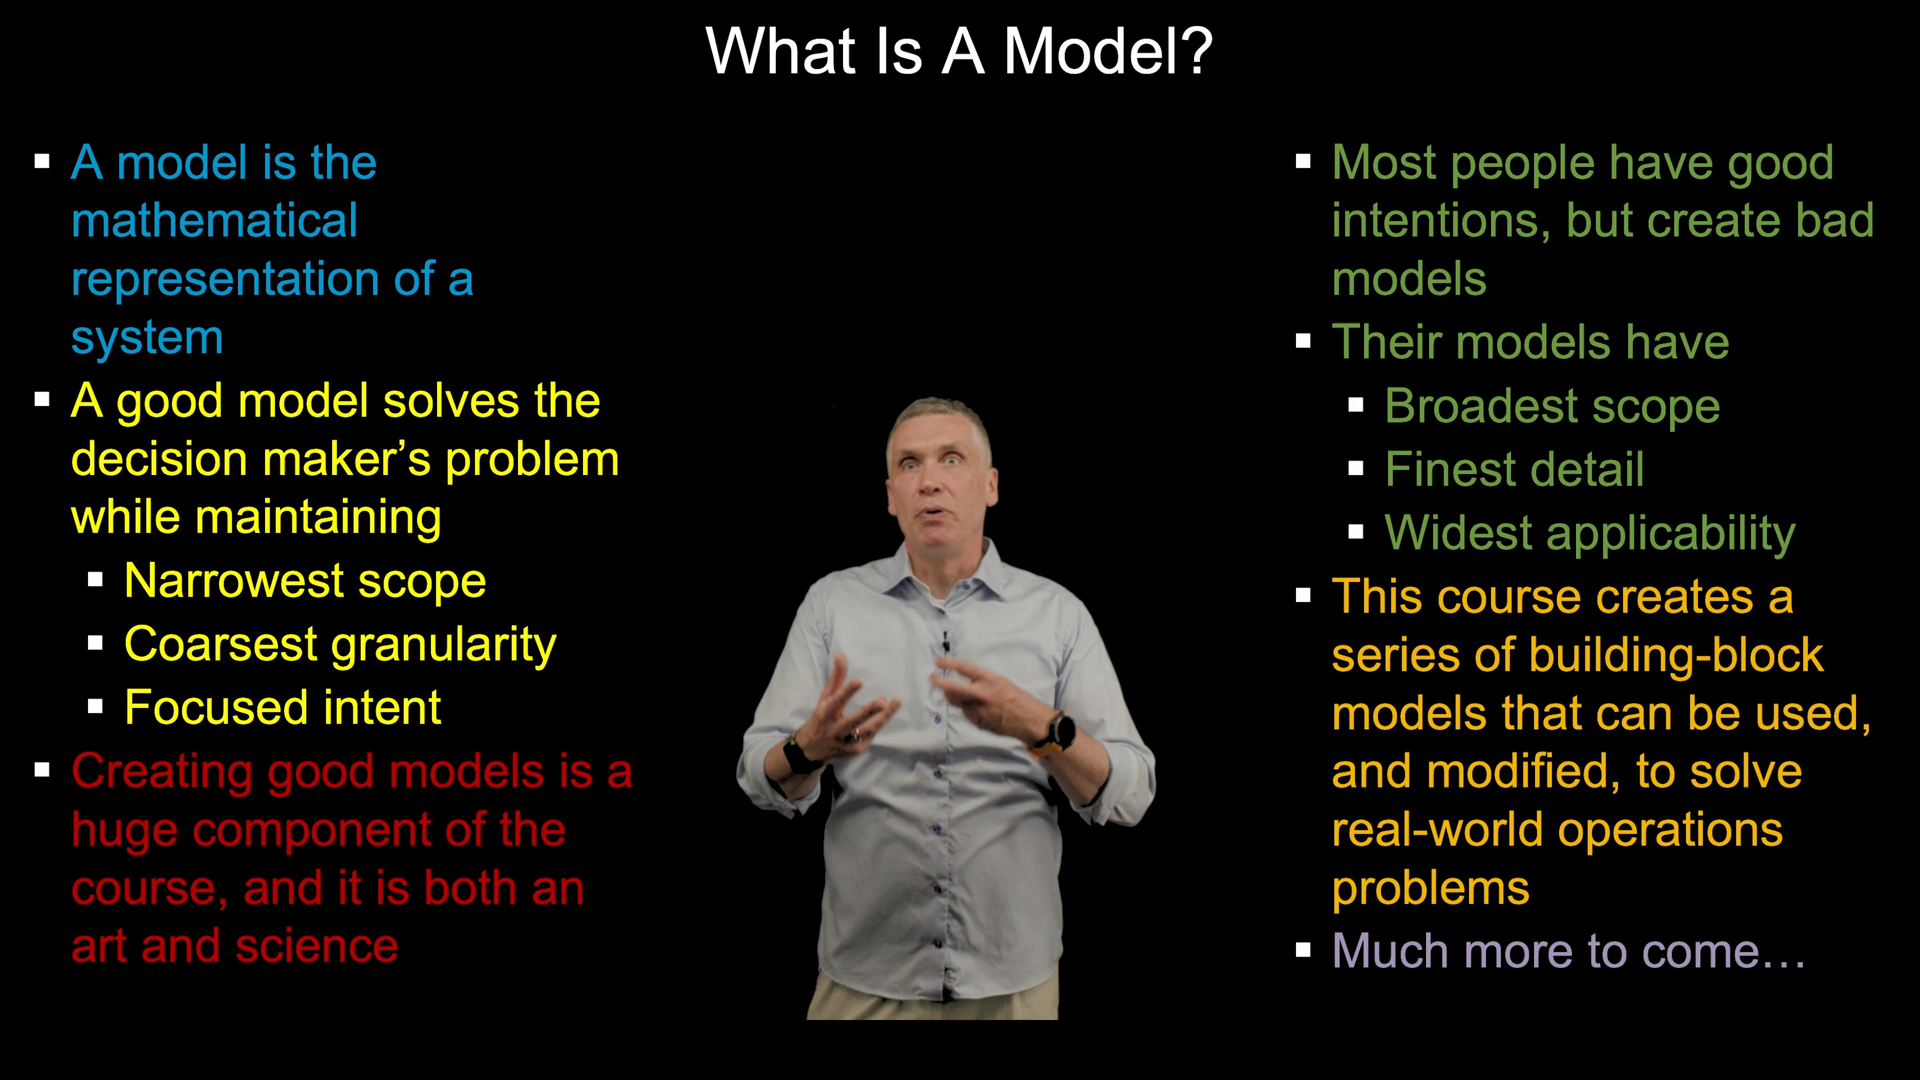 What Is A Model?
A model is the
mathematical
representation of a
system
A good model solves the
decision maker’s problem
while maintaining
Narrowest scope
Coarsest granularity
Focused intent
Creating good models is a
huge component of the
course, and it is both an
art and science
Most people have good
intentions, but create bad
models
Their models have
Broadest scope
Finest detail
Widest applicability
This course creates a
series of building-block
models that can be used,
and modified, to solve
real-world operations
problems
Much more to come…